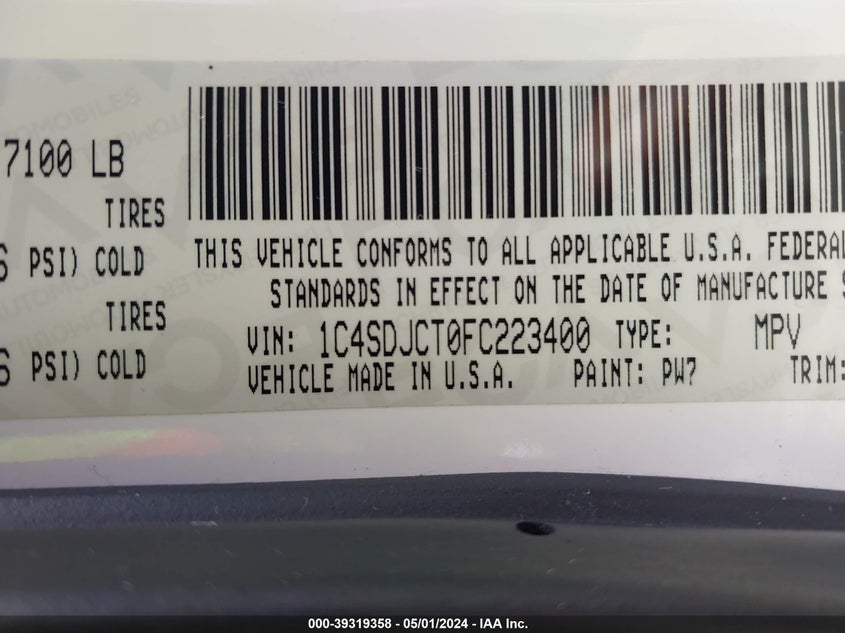 7100 LB
TIRES
PSI) COLD
TIRES
PSI) COLD
THIS VEHICLE CONFORMS TO ALL APPLICABLE U.S.A. FEDERAL
STANDARDS IN EFFECT ON THE DATE OF MANUFACTURE
VIN: 1C4SDJCT0FC223400 TYPE: MPV
VEHICLE MADE IN U.S.A. PAINT: PW7 TRIM:
000-39319358 - 05/01/2024 - IAA Inc.